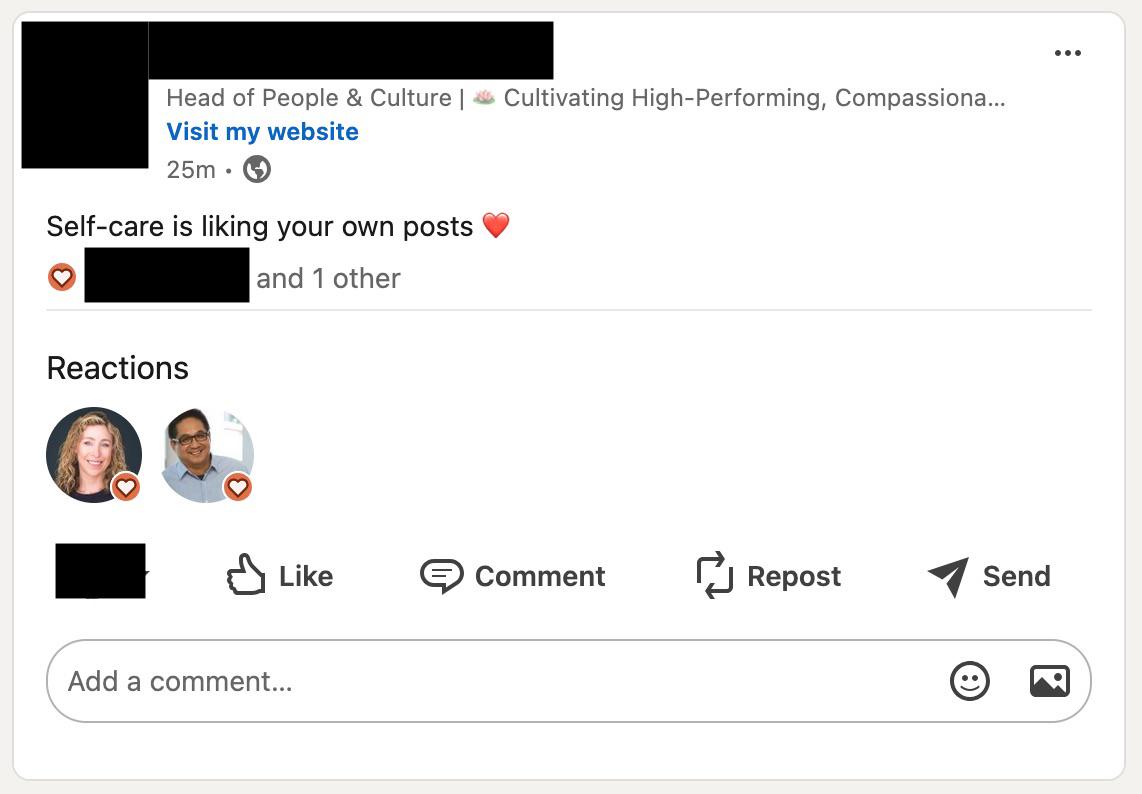 Head of People & Culture | 🪷 Cultivating High-Performing, Compassiona...
Visit my website
25m •
Self-care is liking your own posts ❤️
and 1 other
Reactions
Like
Comment
Repost
Send
Add a comment...